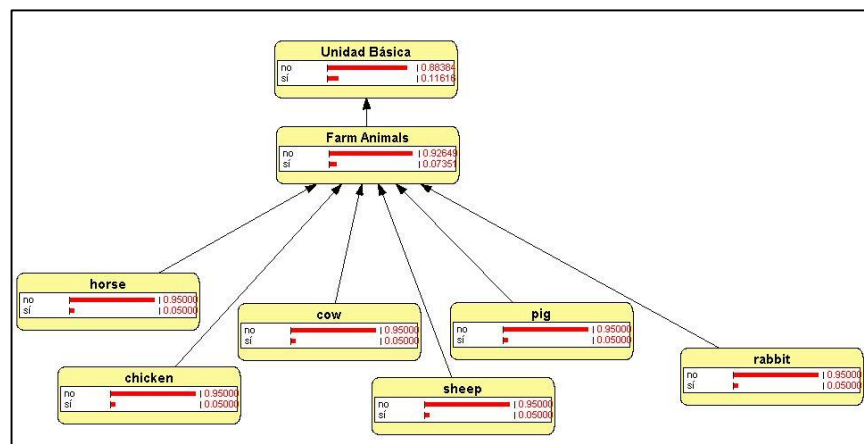 Unidad Básica
no 0.88384
sí 0.11616
Farm Animals
no 0.92649
sí 0.07351
horse
no 0.95000
sí 0.05000
cow
no 0.95000
sí 0.05000
pig
no 0.95000
sí 0.05000
chicken
no 0.95000
sí 0.05000
sheep
no 0.95000
sí 0.05000
rabbit
no 0.95000
sí 0.05000